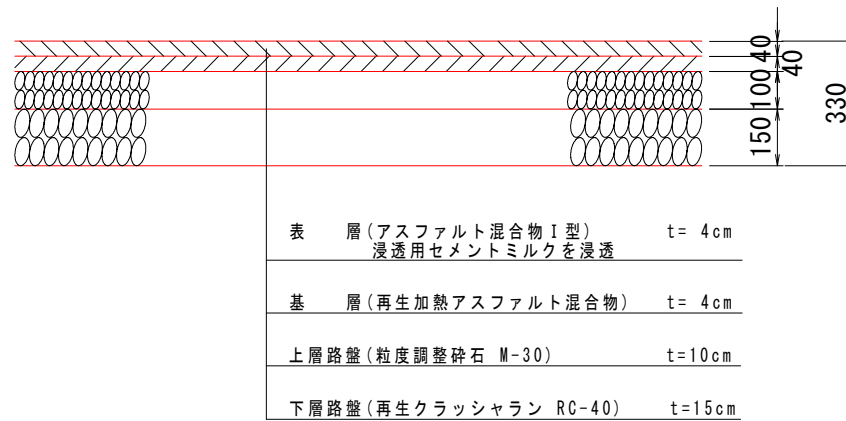 40
40
100
150
330
表　　層(アスファルト混合物Ⅰ型)　　t= 4cm
浸透用セメントミルクを浸透
基　　層(再生加熱アスファルト混合物)　　t= 4cm
上層路盤(粒度調整砕石 M-30)　　t=10cm
下層路盤(再生クラッシャラン RC-40)　　t=15cm